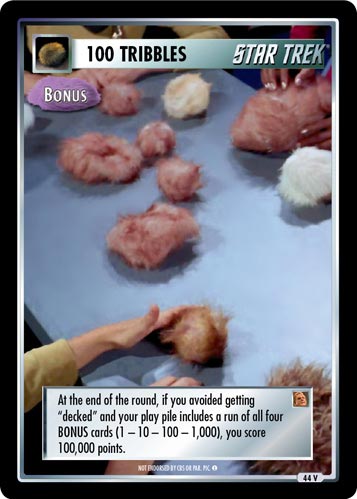 100 TRIBBLES
STAR TREK
BONUS
At the end of the round, if you avoided getting
“decked” and your play pile includes a run of all four
BONUS cards (1 – 10 – 100 – 1,000), you score
100,000 points.
NOT ENDORSED BY CBS OR PAR. PIC.
44 V